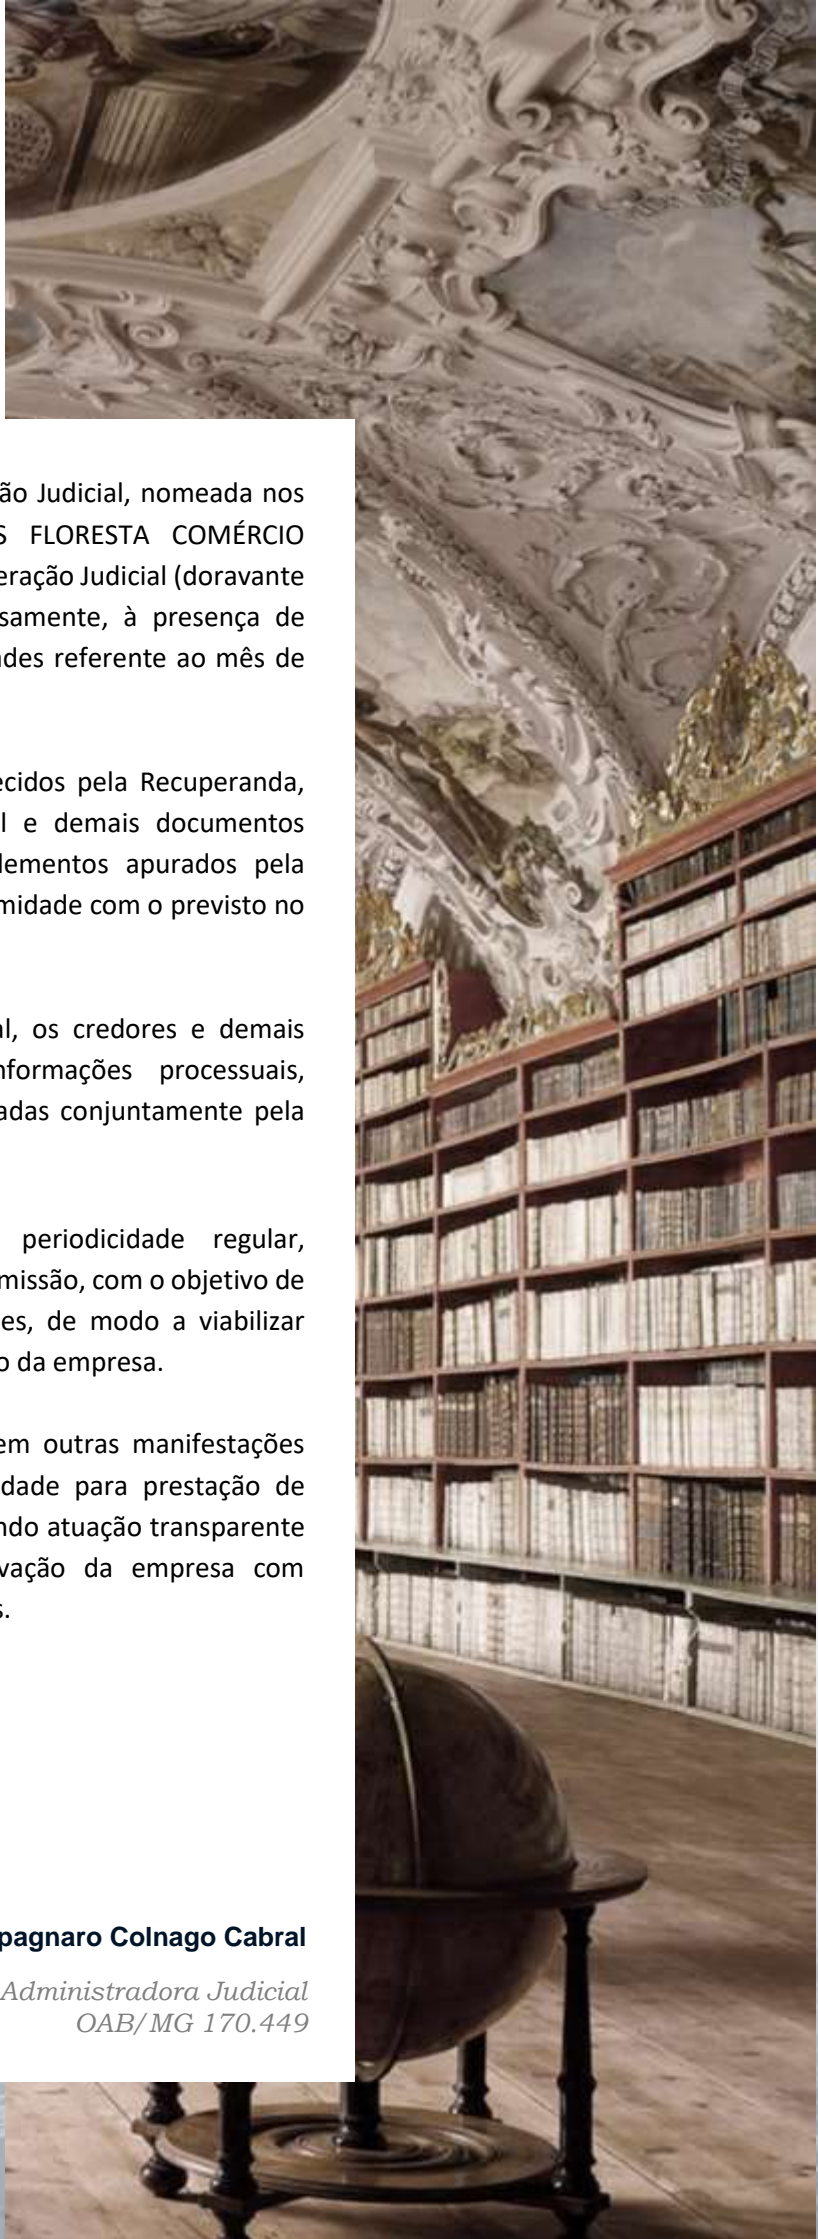 ão Judicial, nomeada nos
S FLORESTA COMÉRCIO
eração Judicial (doravante
samente, à presença de
ades referente ao mês de
ecidos pela Recuperanda,
l e demais documentos
lementos apurados pela
midade com o previsto no
al, os credores e demais
nformações processuais,
adas conjuntamente pela
periodicidade regular,
missão, com o objetivo de
es, de modo a viabilizar
o da empresa.
em outras manifestações
idade para prestação de
ndo atuação transparente
vação da empresa com
s.
pagnaro Colnago Cabral
Administradora Judicial
OAB/MG 170.449